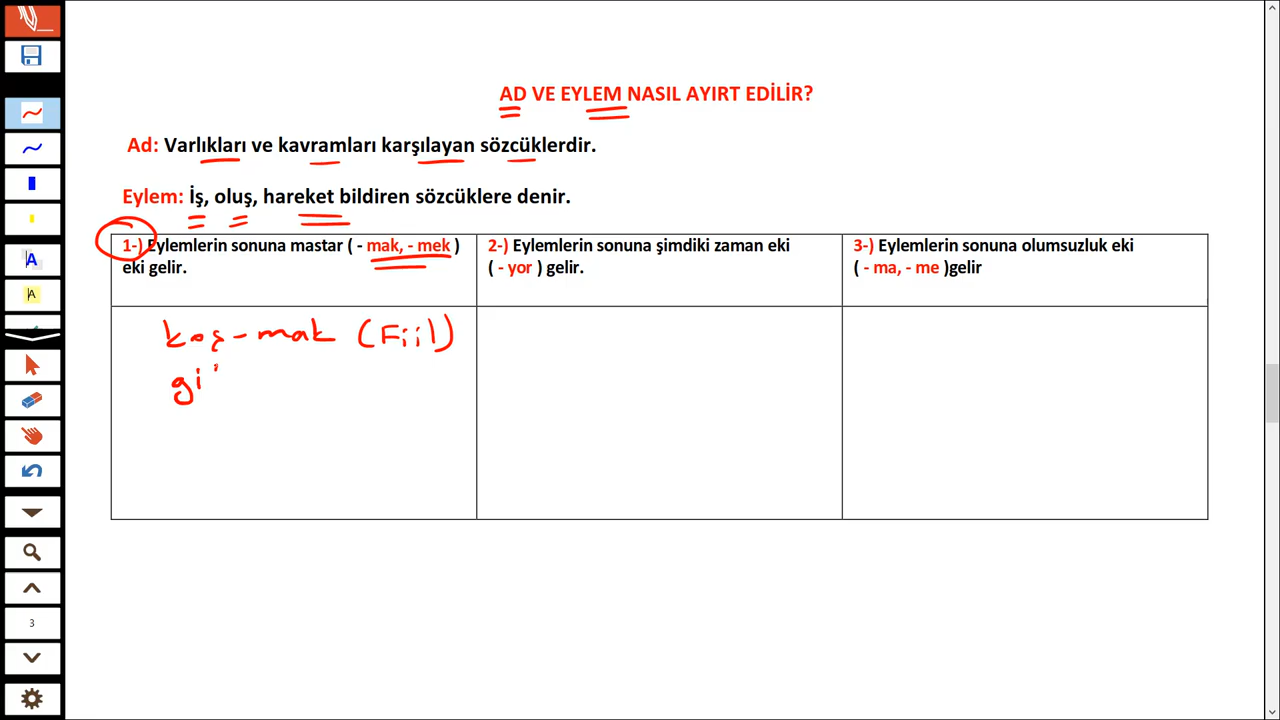 AD VE EYLEM NASIL AYIRT EDİLİR?
Ad: Varlıkları ve kavramları karşılayan sözcüklerdir.
Eylem: İş, oluş, hareket bildiren sözcüklere denir.
1-) Eylemlerin sonuna mastar ( - mak, - mek )
eki gelir.
2-) Eylemlerin sonuna şimdiki zaman eki
( - yor ) gelir.
3-) Eylemlerin sonuna olumsuzluk eki
( - ma, - me )gelir
koş-mak (Fiil)
gi
A
A
3